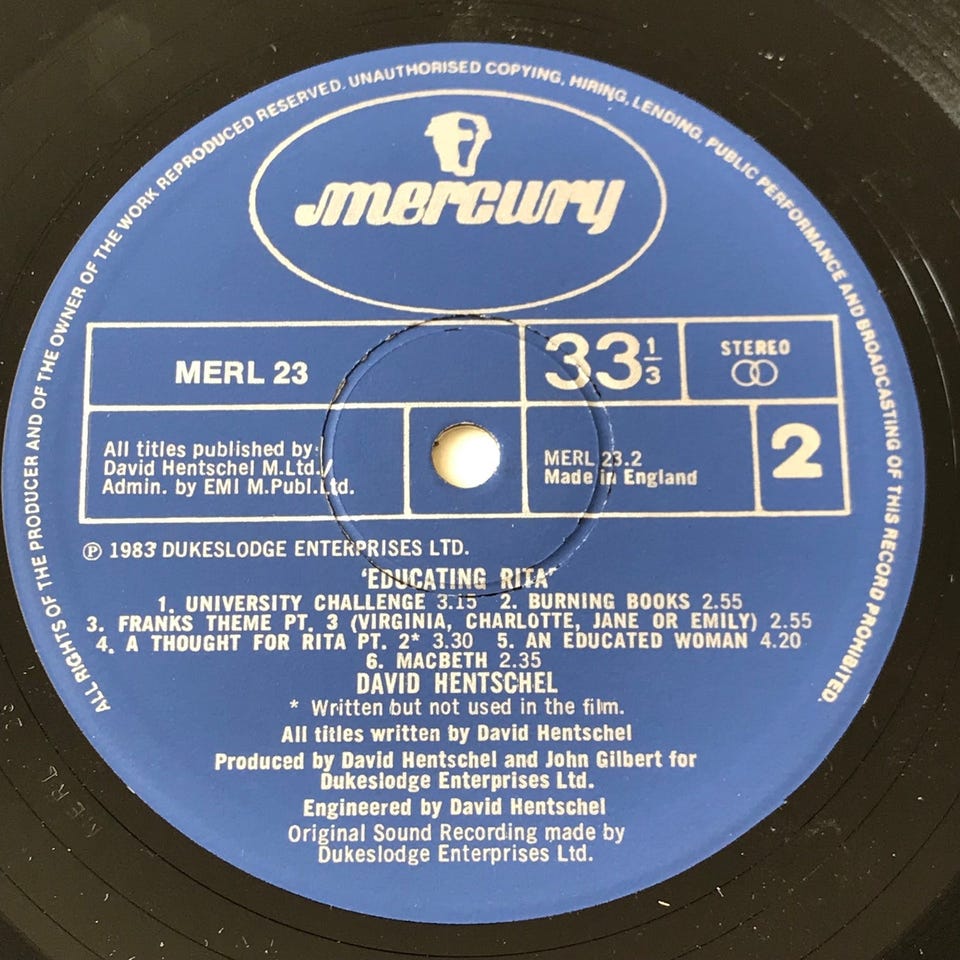 ALL RIGHTS OF THE PRODUCER AND OF THE OWNER OF THE WORK REPRODUCED RESERVED. UNAUTHORISED COPYING, HIRING, LENDING, PUBLIC PERFORMANCE AND BROADCASTING OF THIS RECORD PROHIBITED.
mercury
MERL 23
33 1/3
STEREO
All titles published by:
David Hentschel M.Ltd./
Admin. by EMI M.Publ.Ltd.
MERL 23.2
Made in England
2
℗ 1983 DUKESLODGE ENTERPRISES LTD.
'EDUCATING RITA'
1. UNIVERSITY CHALLENGE 3.15 2. BURNING BOOKS 2.55
3. FRANKS THEME PT. 3 (VIRGINIA, CHARLOTTE, JANE OR EMILY) 2.55
4. A THOUGHT FOR RITA PT. 2* 3.30 5. AN EDUCATED WOMAN 4.20
6. MACBETH 2.35
DAVID HENTSCHEL
* Written but not used in the film.
All titles written by David Hentschel
Produced by David Hentschel and John Gilbert for
Dukeslodge Enterprises Ltd.
Engineered by David Hentschel
Original Sound Recording made by
Dukeslodge Enterprises Ltd.
MERL